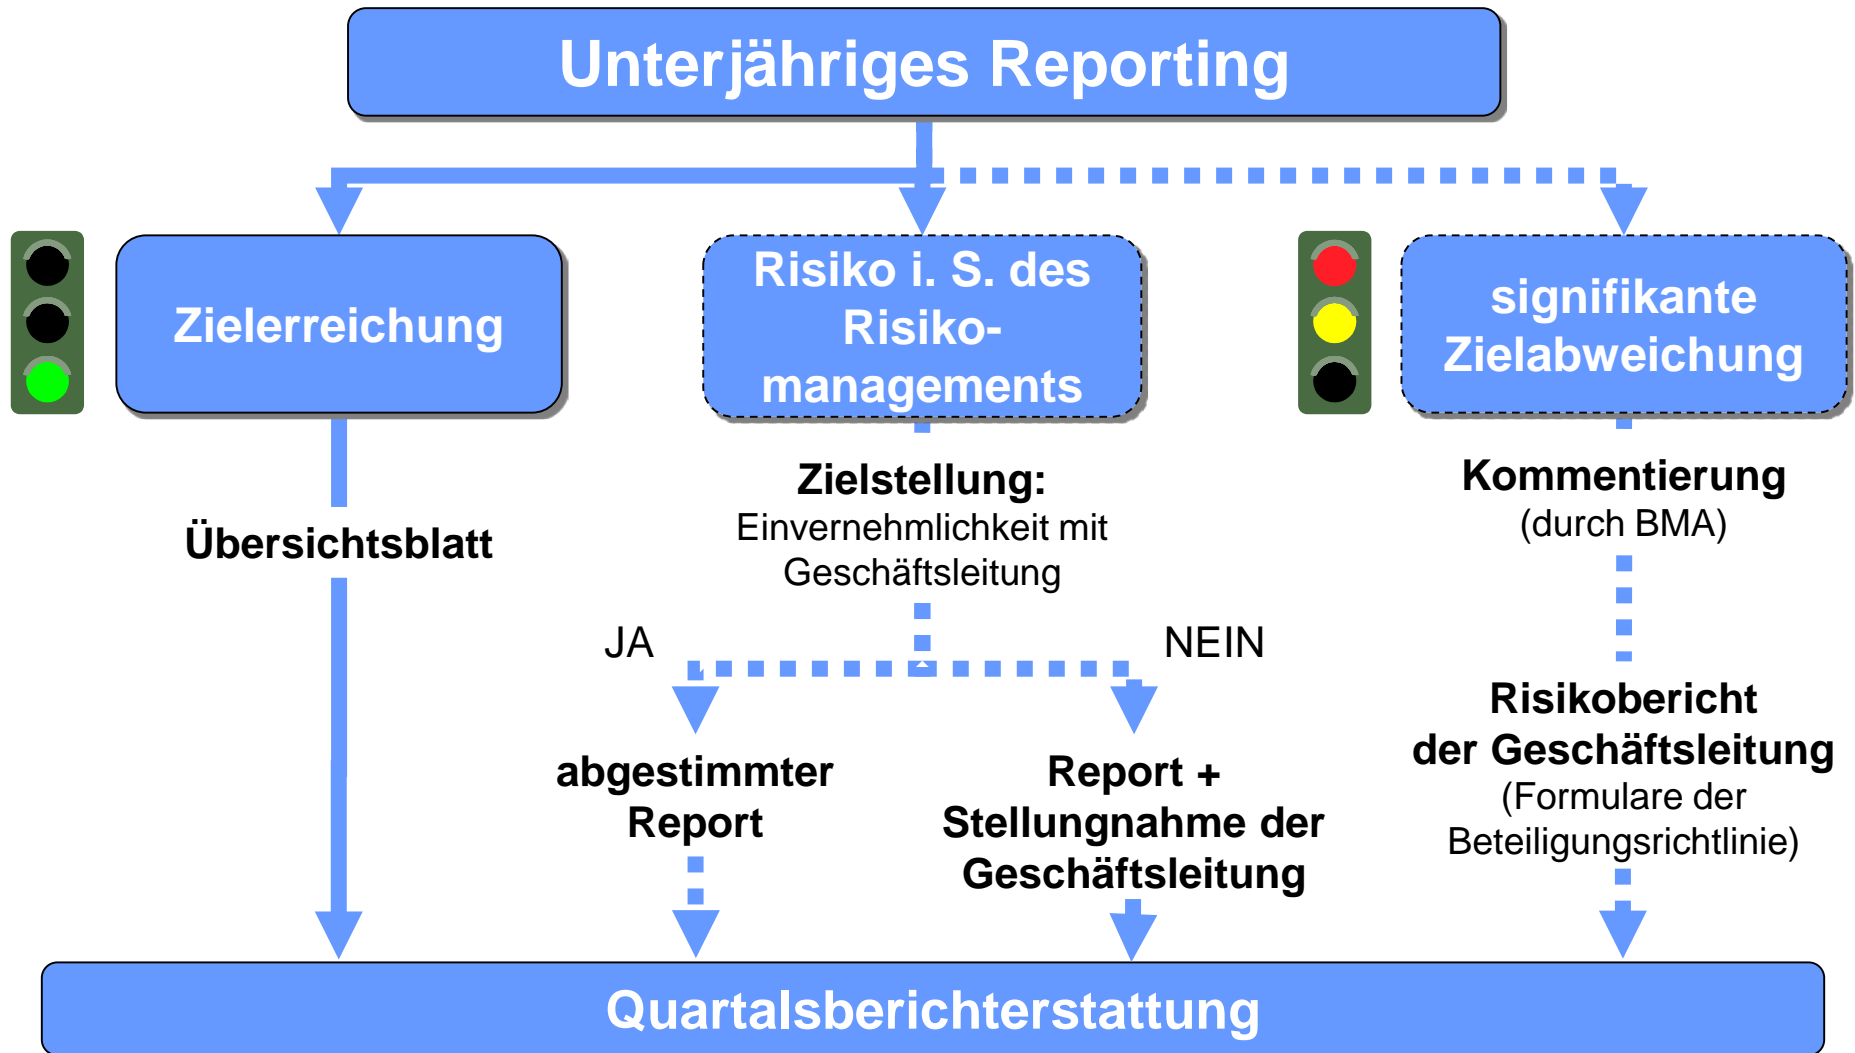 Unterjähriges Reporting
Zielerreichung
Risiko i. S. des
Risiko-
managements
signifikante
Zielabweichung
Übersichtsblatt
Zielstellung:
Einvernehmlichkeit mit
Geschäftsleitung
JA
NEIN
abgestimmter
Report
Report +
Stellungnahme der
Geschäftsleitung
Kommentierung
(durch BMA)
Risikobericht
der Geschäftsleitung
(Formulare der
Beteiligungsrichtlinie)
Quartalsberichterstattung